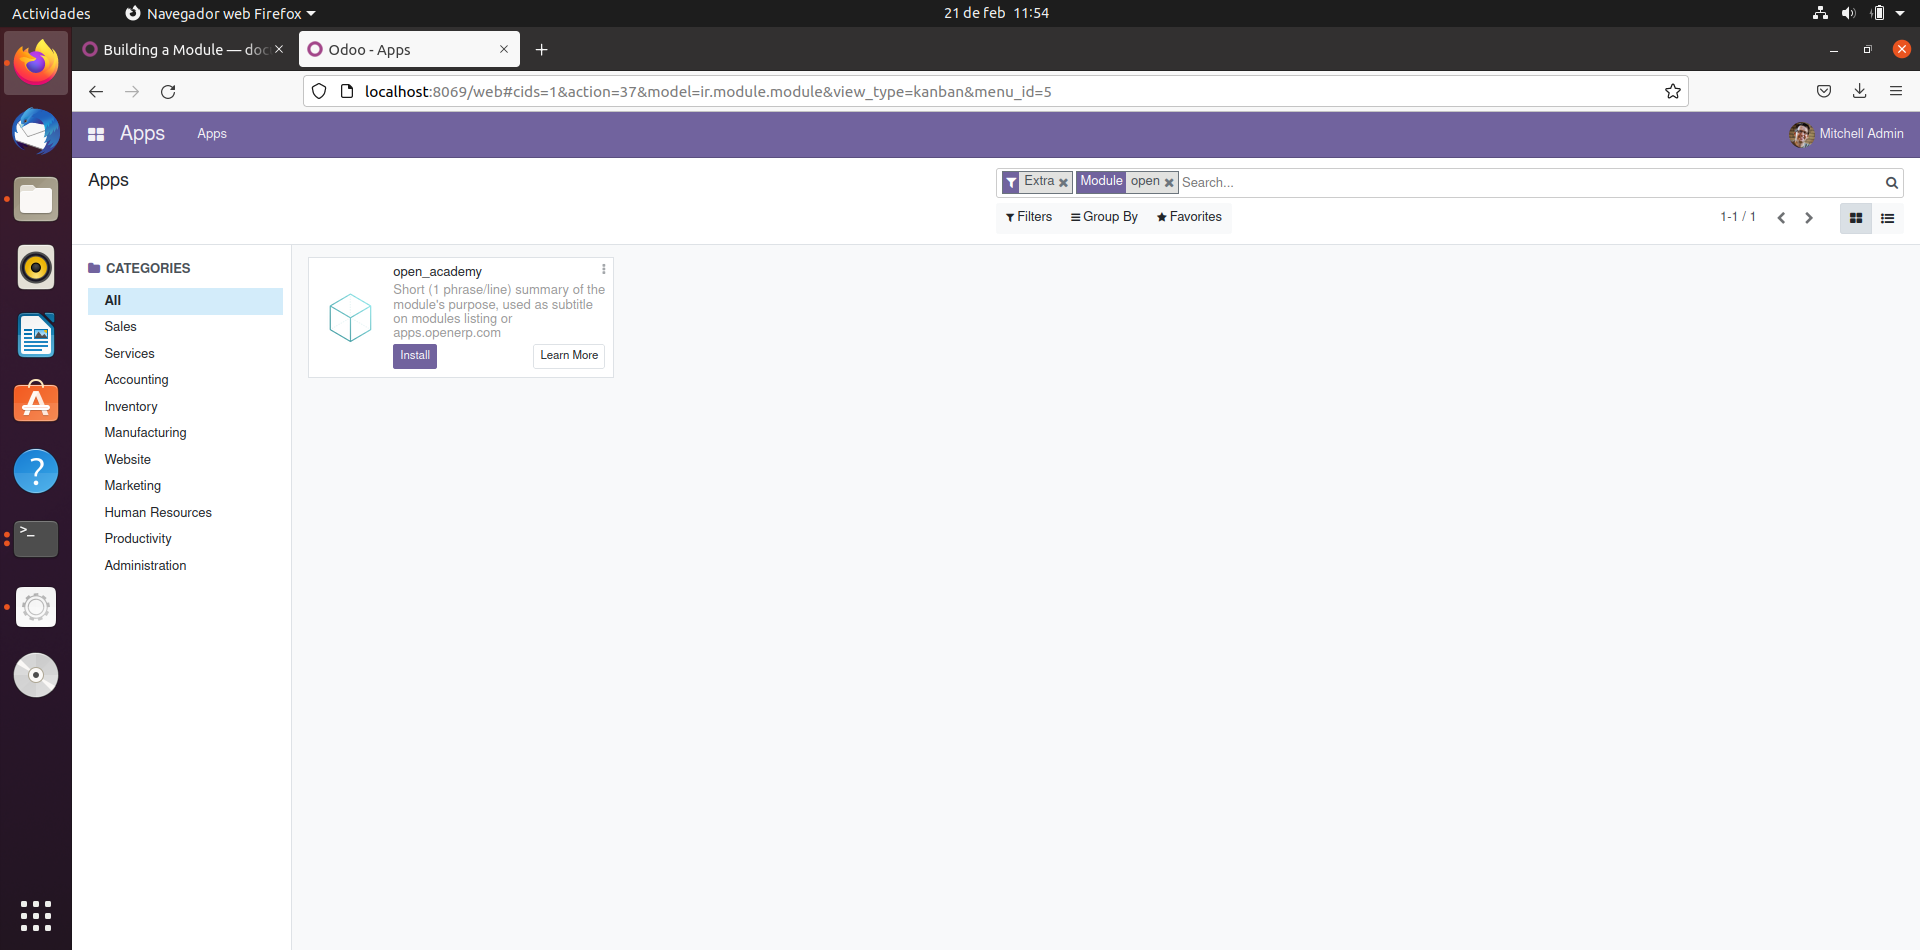 Actividades
Navegador web Firefox
21 de feb 11:54
Building a Module — doc
Odoo - Apps
localhost:8069/web#cids=1&action=37&model=ir.module.module&view_type=kanban&menu_id=5
Apps
Apps
Mitchell Admin
Apps
Extra
Module
open
Search...
Filters
Group By
Favorites
1-1 / 1
CATEGORIES
All
Sales
Services
Accounting
Inventory
Manufacturing
Website
Marketing
Human Resources
Productivity
Administration
open_academy
Short (1 phrase/line) summary of the
module's purpose, used as subtitle
on modules listing or
apps.openerp.com
Install
Learn More